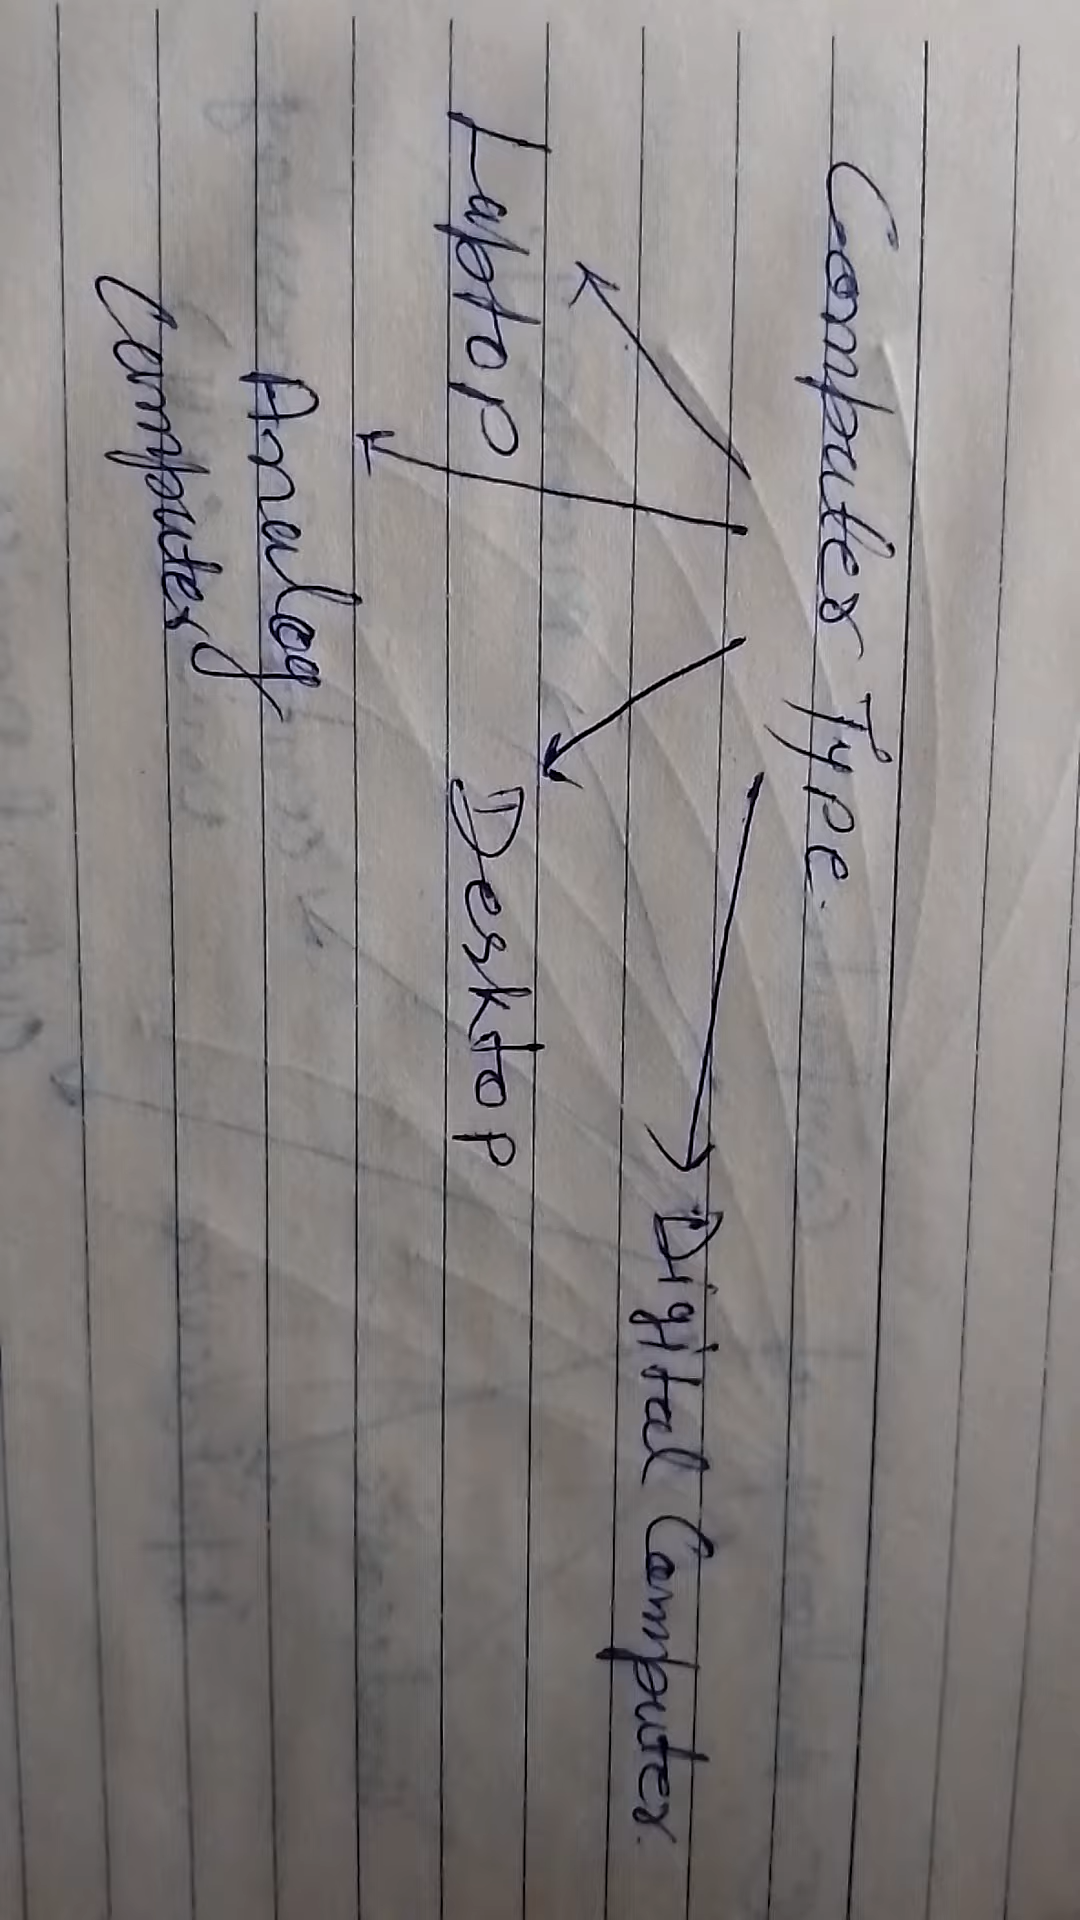 Computer Type.
Digital Computer.
Laptop
Desktop
Analog
Computer